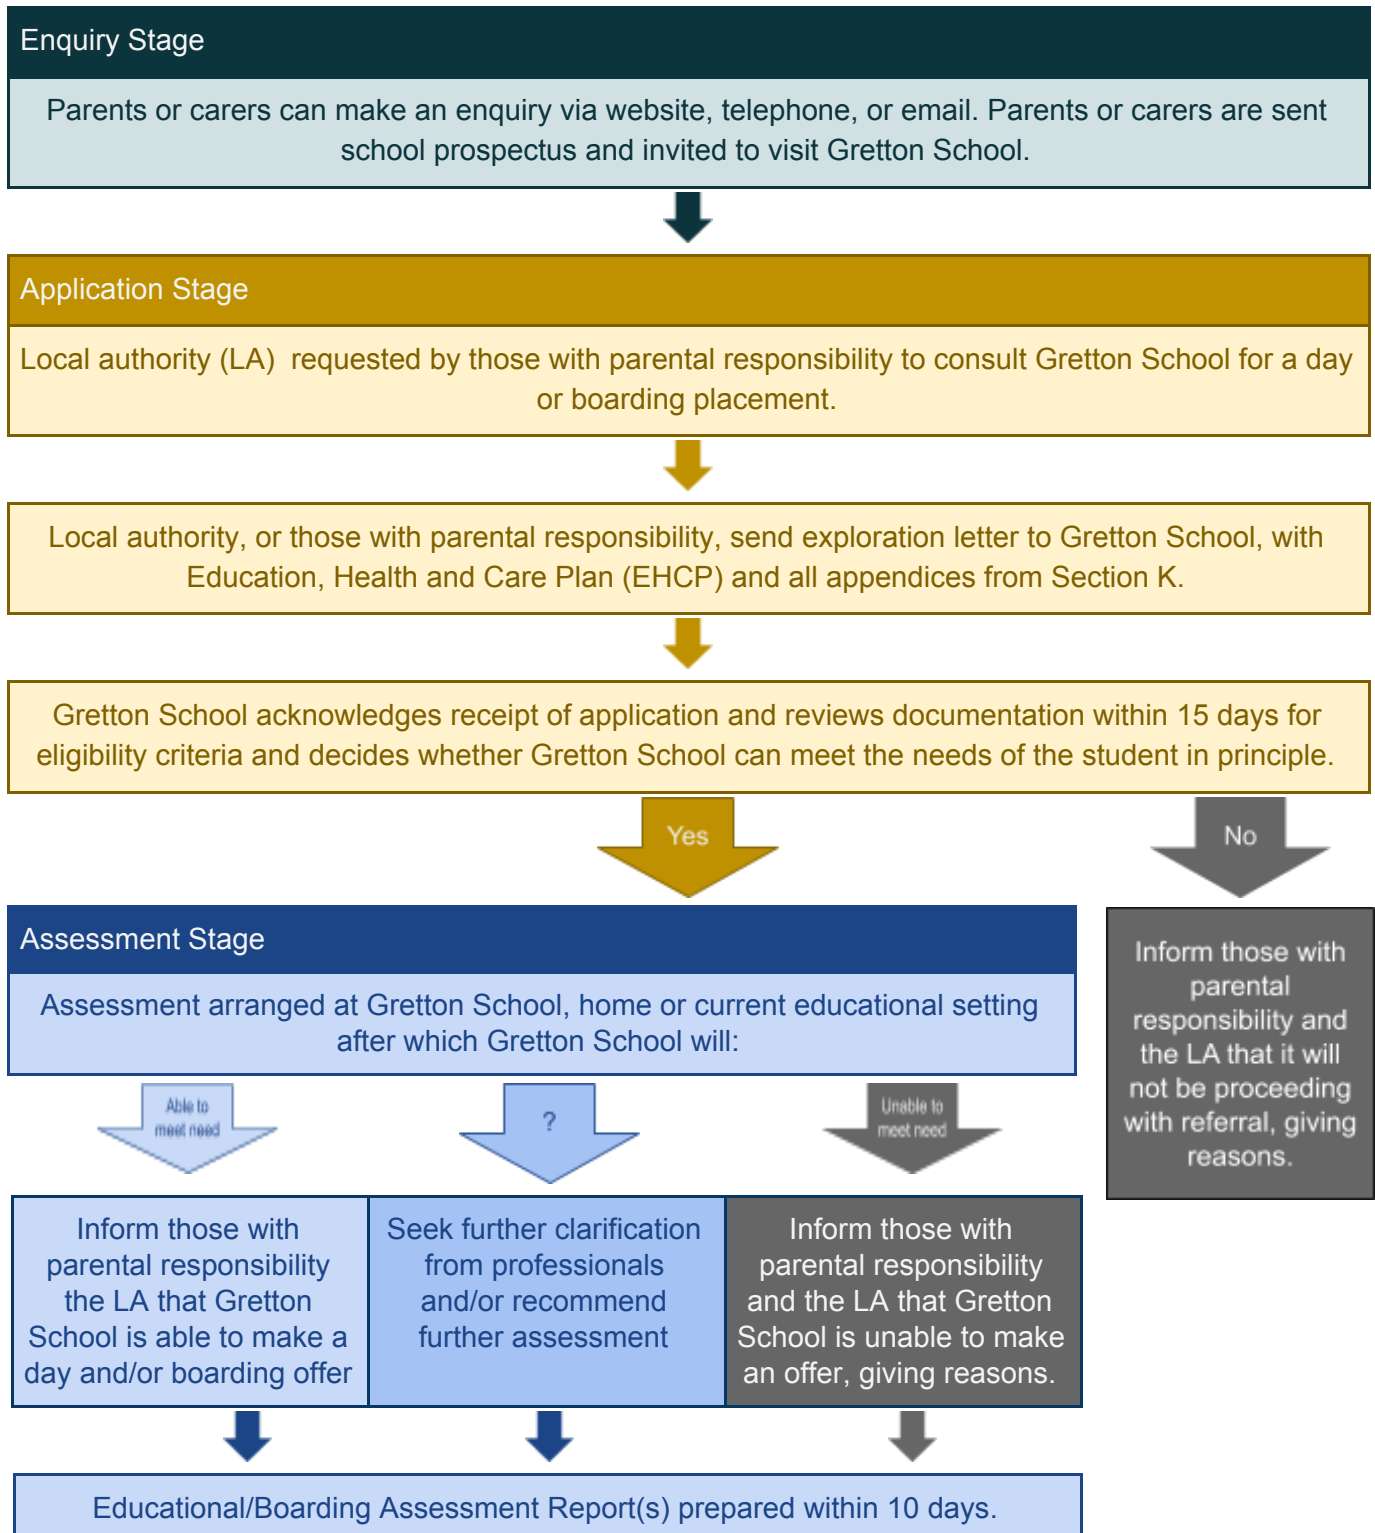 Enquiry Stage
Parents or carers can make an enquiry via website, telephone, or email. Parents or carers are sent
school prospectus and invited to visit Gretton School.
Application Stage
Local authority (LA)  requested by those with parental responsibility to consult Gretton School for a day
or boarding placement.
Local authority, or those with parental responsibility, send exploration letter to Gretton School, with
Education, Health and Care Plan (EHCP) and all appendices from Section K.
Gretton School acknowledges receipt of application and reviews documentation within 15 days for
eligibility criteria and decides whether Gretton School can meet the needs of the student in principle.
Yes
No
Assessment Stage
Assessment arranged at Gretton School, home or current educational setting
after which Gretton School will:
Inform those with
parental
responsibility and
the LA that it will
not be proceeding
with referral, giving
reasons.
Able to
meet need
?
Unable to
meet need
Inform those with
parental responsibility
the LA that Gretton
School is able to make a
day and/or boarding offer
Seek further clarification
from professionals
and/or recommend
further assessment
Inform those with
parental responsibility
and the LA that Gretton
School is unable to make
an offer, giving reasons.
Educational/Boarding Assessment Report(s) prepared within 10 days.